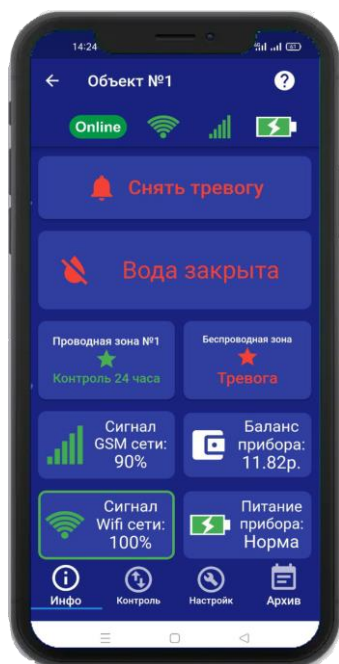 14:24
Объект №1
?
Online
Снять тревогу
Вода закрыта
Проводная зона №1
Контроль 24 часа
Беспроводная зона
Тревога
Сигнал
GSM сети:
90%
Баланс
прибора:
11.82р.
Сигнал
Wifi сети:
100%
Питание
прибора:
Норма
Инфо
Контроль
Настройк
Архив